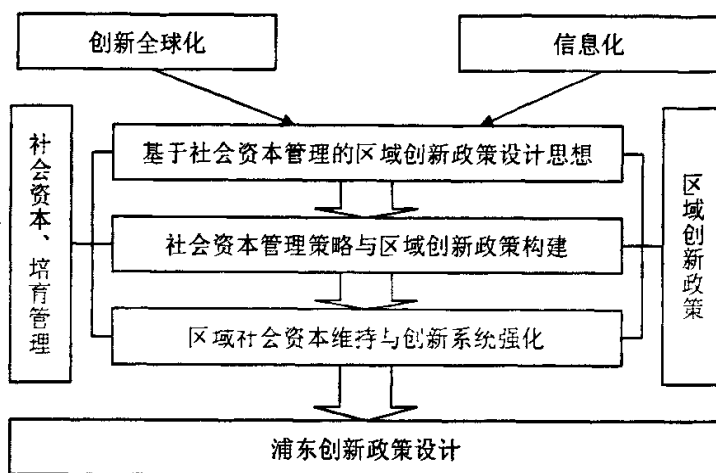 创新全球化
信息化
社会资本、培育管理
基于社会资本管理的区域创新政策设计思想
社会资本管理策略与区域创新政策构建
区域社会资本维持与创新系统强化
区域创新政策
浦东创新政策设计